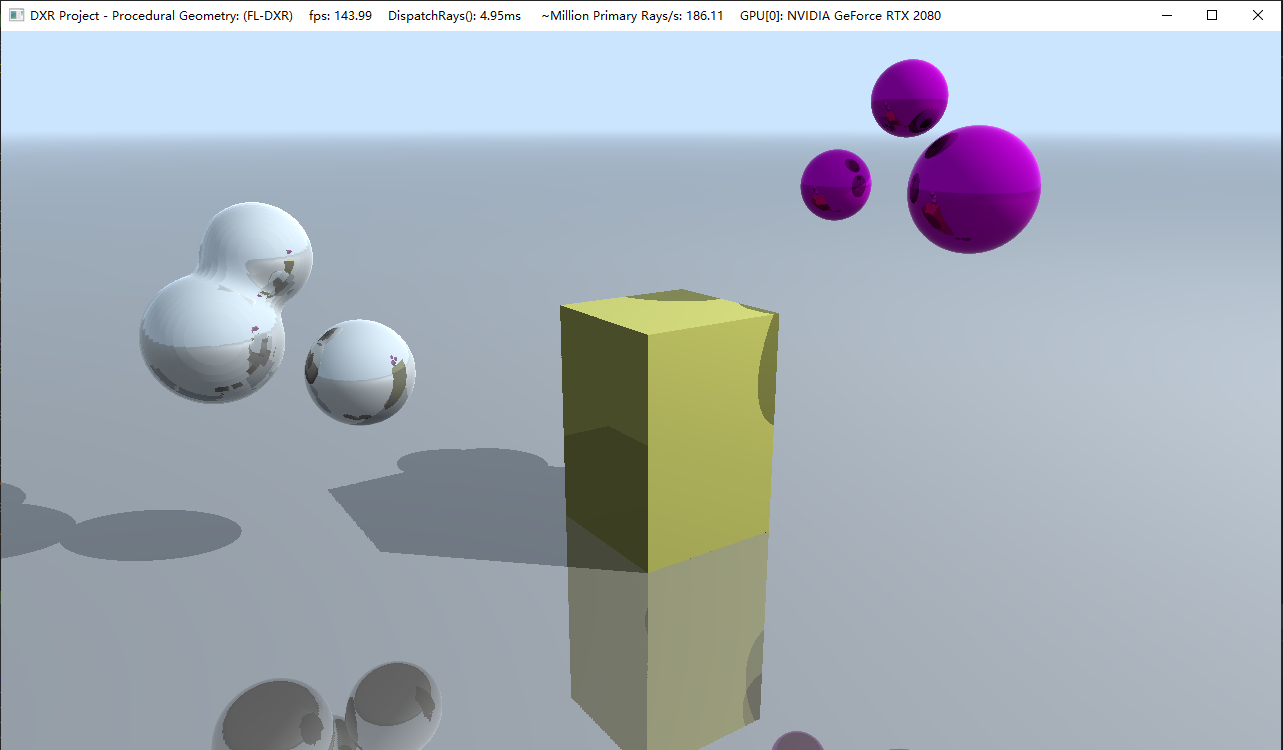 DXR Project - Procedural Geometry: (FL-DXR)    fps: 143.99    DispatchRays(): 4.95ms    ~Million Primary Rays/s: 186.11    GPU[0]: NVIDIA GeForce RTX 2080